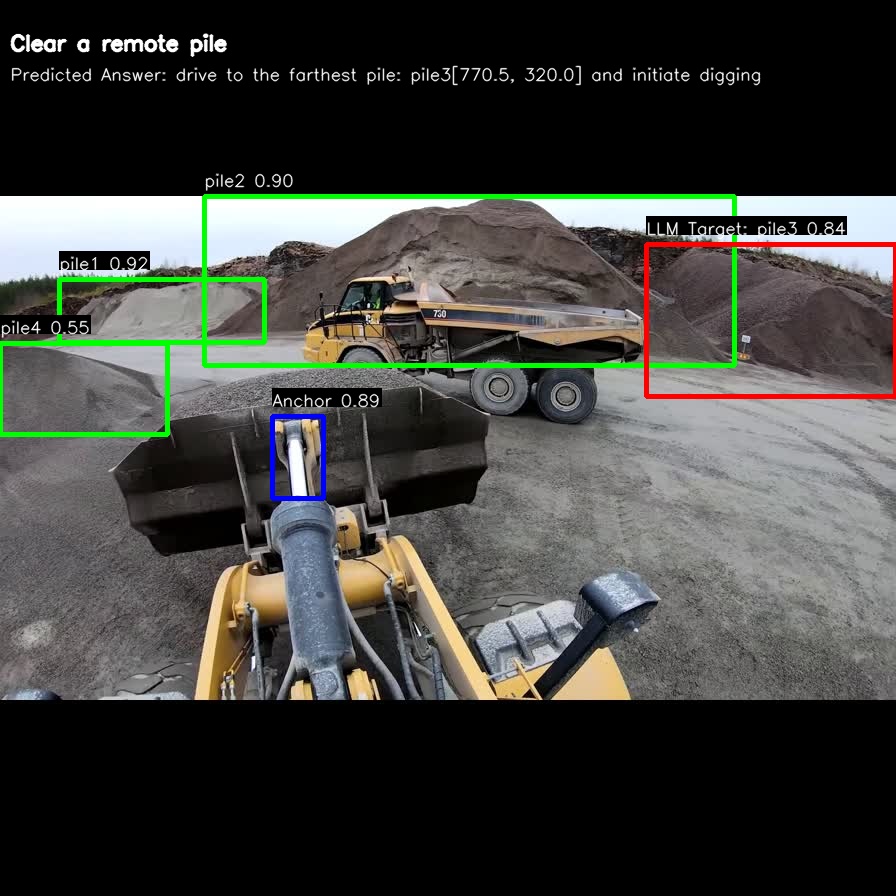 Clear a remote pile
Predicted Answer: drive to the farthest pile: pile3[770.5, 320.0] and initiate digging
pile2 0.90
LLM Target: pile3 0.84
pile1 0.92
730
pile4 0.55
Anchor 0.89